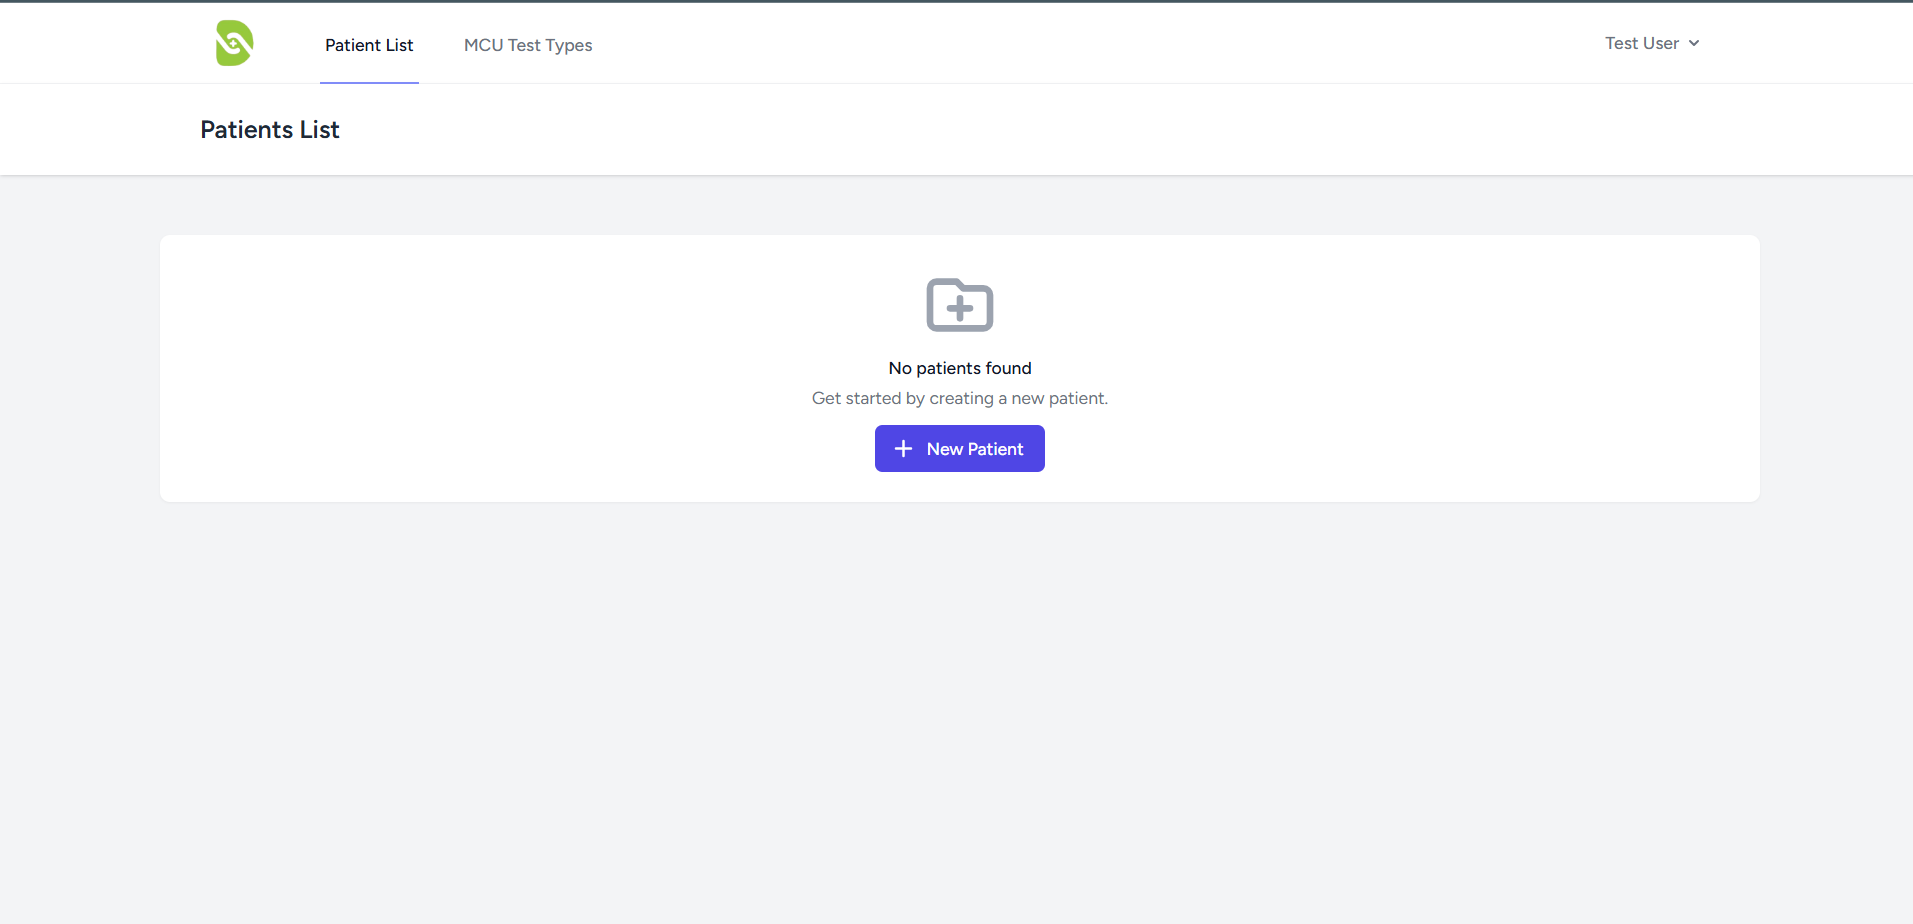 Patient List
MCU Test Types
Test User
Patients List
No patients found
Get started by creating a new patient.
New Patient